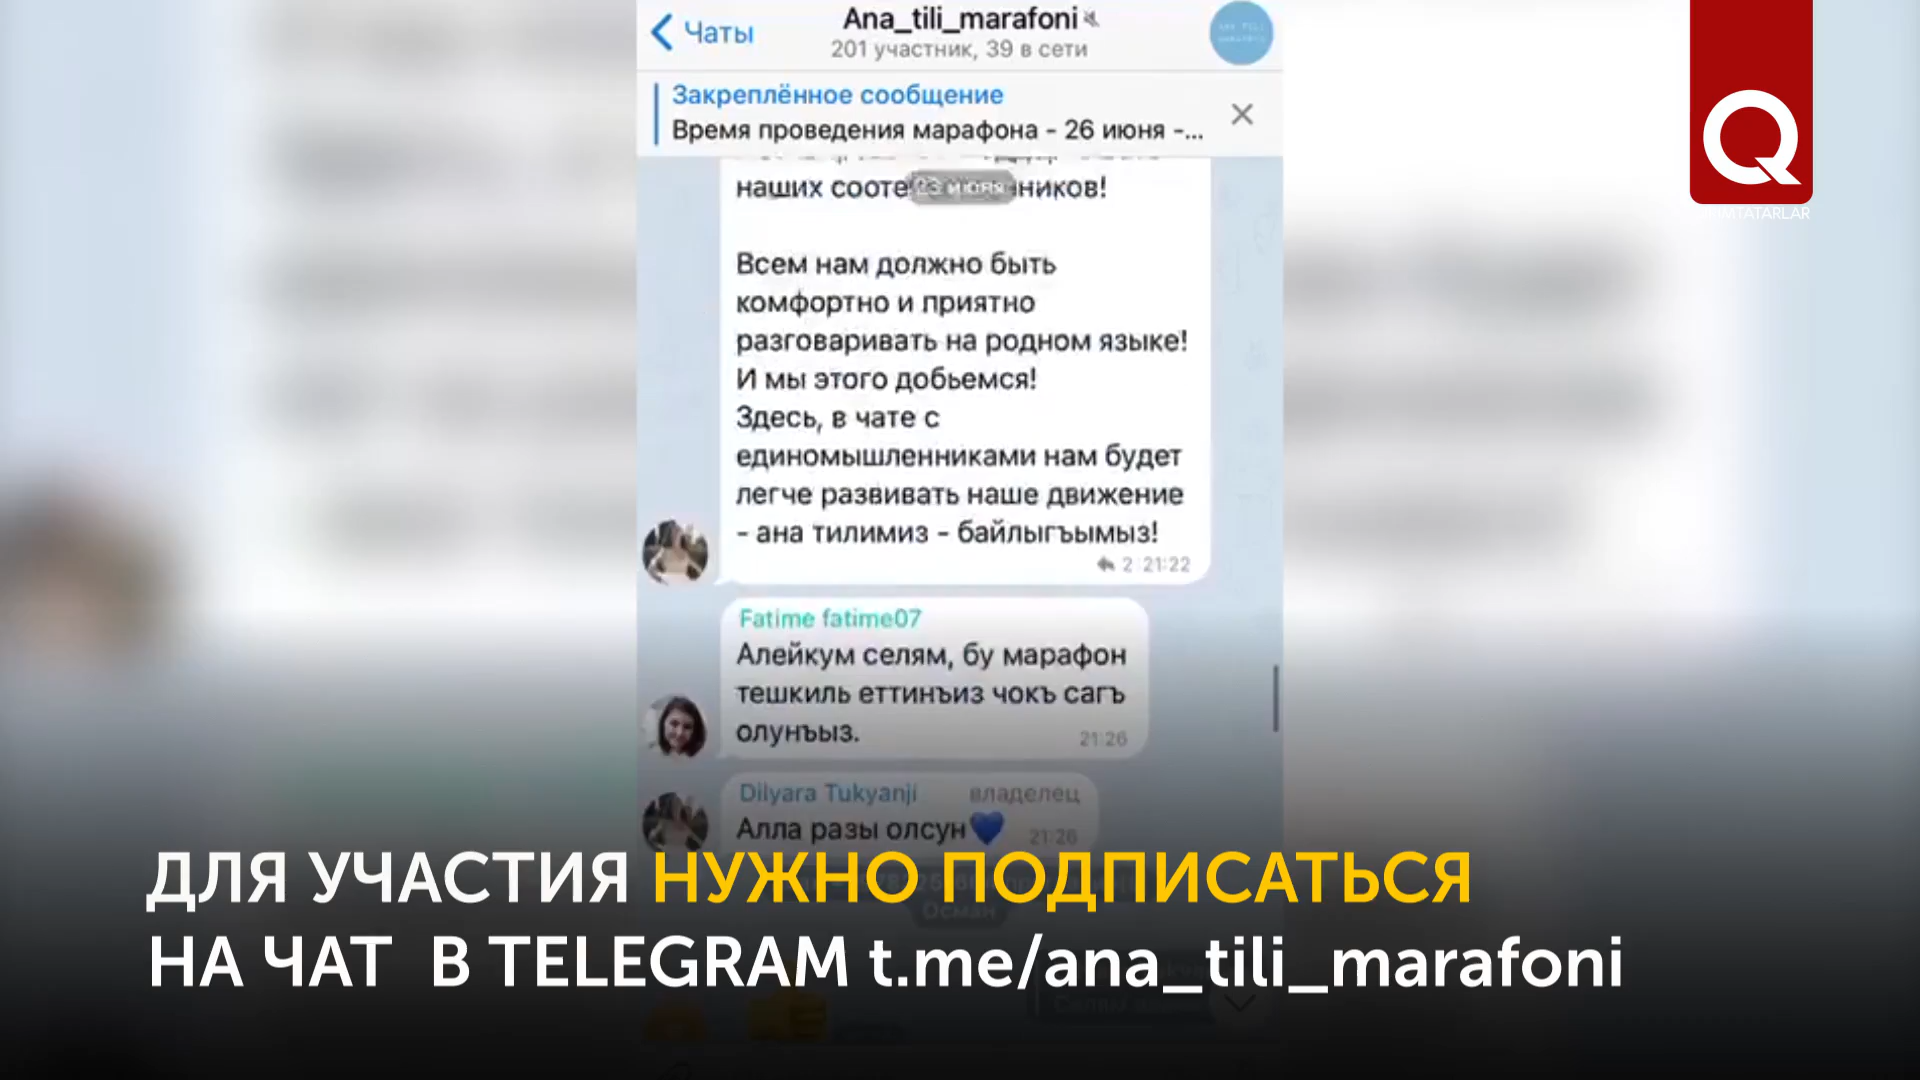 Чаты
Ana_tili_marafoni
201 участник, 39 в сети
Закреплённое сообщение
Время проведения марафона - 26 июня -...
наших
июня
Всем нам должно быть
комфортно и приятно
разговаривать на родном языке!
И мы этого добьемся!
Здесь, в чате с
единомышленниками нам будет
легче развивать наше движение
- ана тилимиз - байлыгъымыз!
2 21:22
Fatime fatime07
Алейкум селям, бу марафон
тешкиль еттинъиз чокъ сагъ
олунъыз.
21:26
Dilyara Tukyanji владелец
Алла разы олсун💙 21:26
Осман
ДЛЯ УЧАСТИЯ НУЖНО ПОДПИСАТЬСЯ
НА ЧАТ В TELEGRAM t.me/ana_tili_marafoni